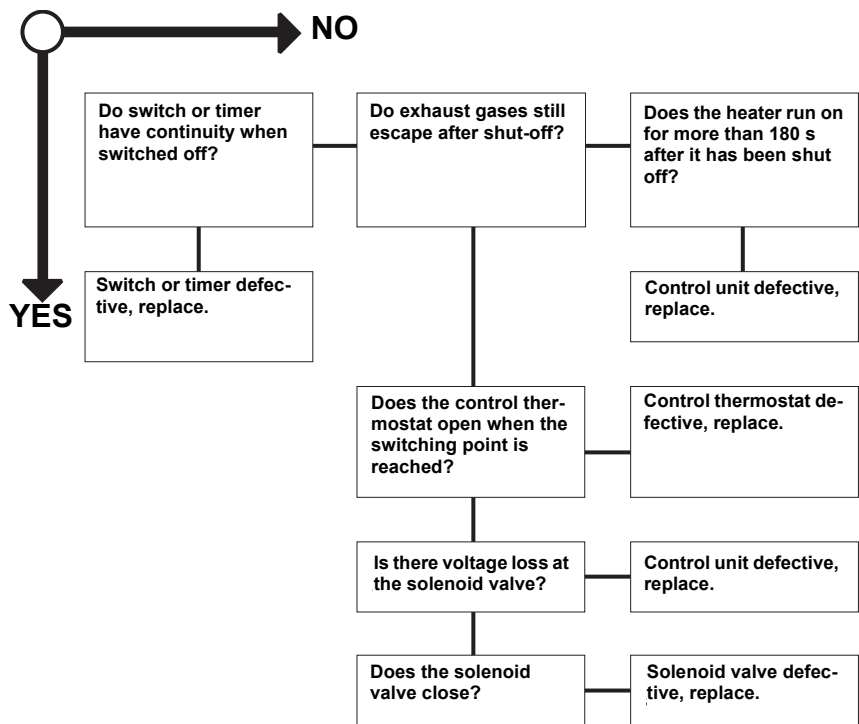 NO
YES
Do switch or timer
have continuity when
switched off?
Do exhaust gases still
escape after shut-off?
Does the heater run on
for more than 180 s
after it has been shut
off?
Switch or timer defec-
tive, replace.
Control unit defective,
replace.
Does the control ther-
mostat open when the
switching point is
reached?
Control thermostat de-
fective, replace.
Is there voltage loss at
the solenoid valve?
Control unit defective,
replace.
Does the solenoid
valve close?
Solenoid valve defec-
tive, replace.